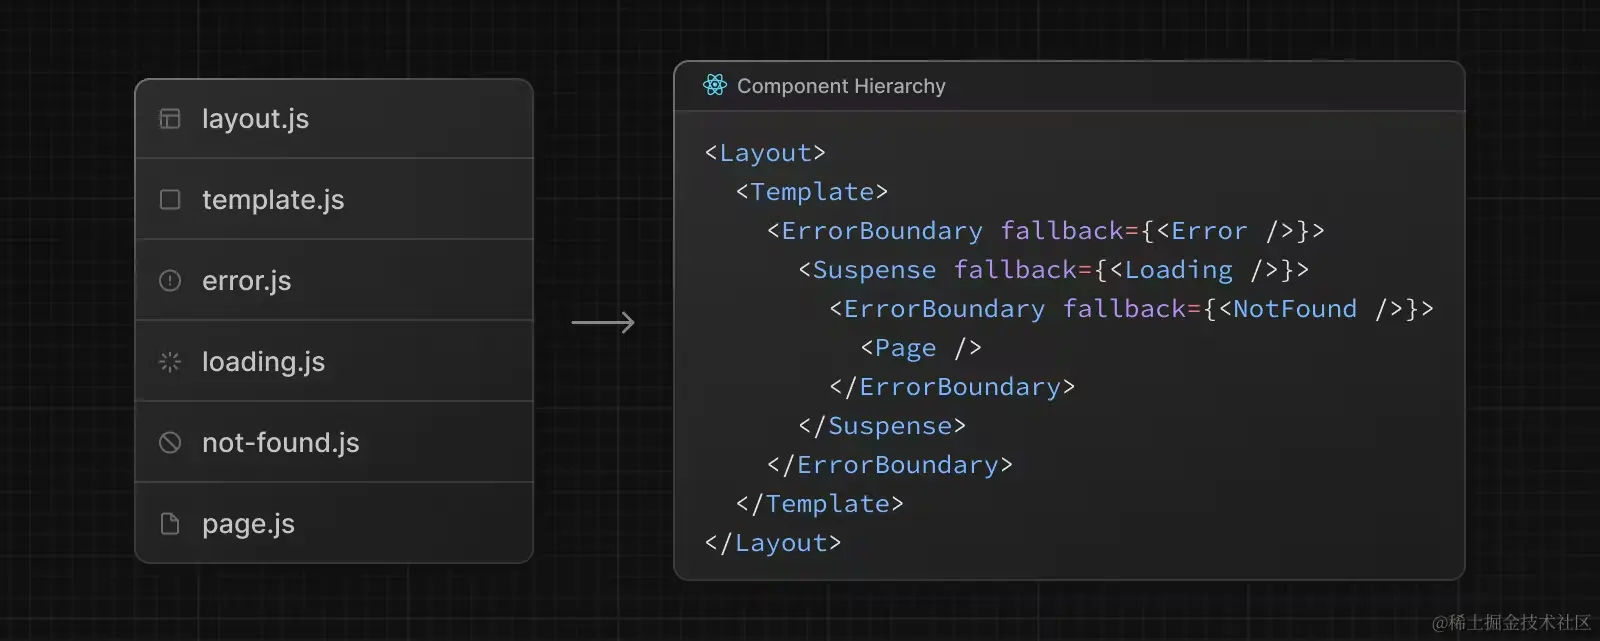 layout.js
template.js
error.js
loading.js
not-found.js
page.js
Component Hierarchy
<Layout>
<Template>
<ErrorBoundary fallback={<Error />}>
<Suspense fallback={<Loading />}>
<ErrorBoundary fallback={<NotFound />}>
<Page />
</ErrorBoundary>
</Suspense>
</ErrorBoundary>
</Template>
</Layout>
@稀土掘金技术社区